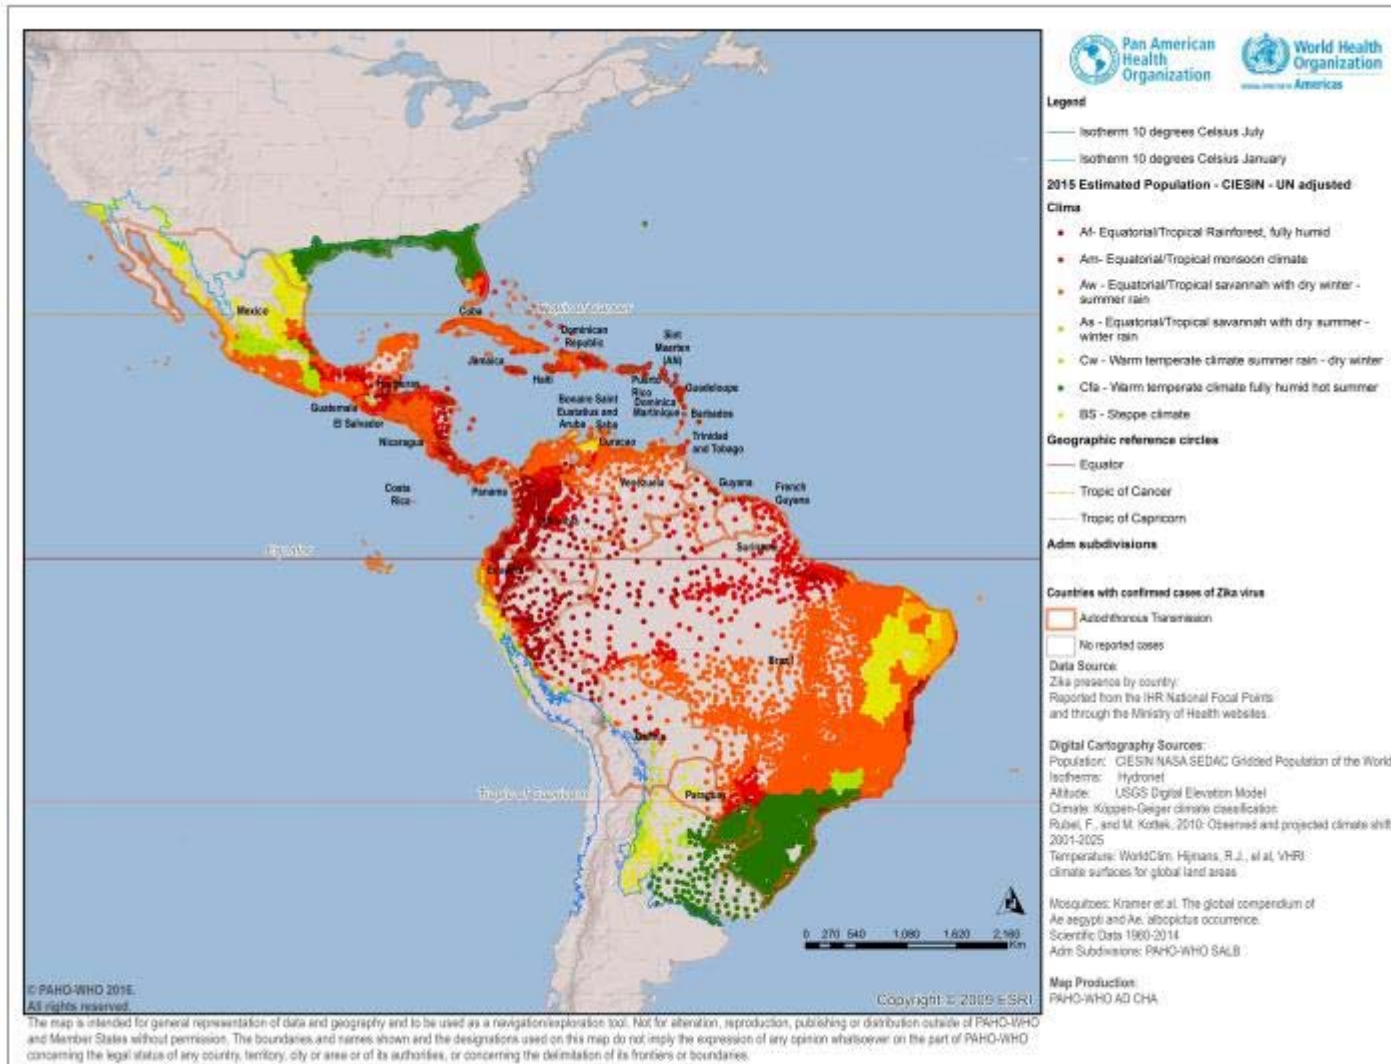 Pan American
Health
Organization
World Health
Organization
Americas
Legend
Isotherm 10 degrees Celsius July
Isotherm 10 degrees Celsius January
2015 Estimated Population - CIESIN - UN adjusted
Clima
Af- Equatorial/Tropical Rainforest, fully humid
Am- Equatorial/Tropical monsoon climate
Aw - Equatorial/Tropical savannah with dry winter -
summer rain
As - Equatorial/Tropical savannah with dry summer -
winter rain
Cw - Warm temperate climate summer rain - dry winter
Cfa - Warm temperate climate fully humid hot summer
BS - Steppe climate
Geographic reference circles
Equator
Tropic of Cancer
Tropic of Capricorn
Adm subdivisions
Countries with confirmed cases of Zika virus
Autochthonous Transmission
No reported cases
Data Source:
Zika presence by country:
Reported from the IHR National Focal Points
and through the Ministry of Health websites.
Digital Cartography Sources:
Population: CIESIN NASA SEDAC Gridded Population of the World
Isotherms: Hydronet
Altitude: USGS Digital Elevation Model
Climate: Köppen-Geiger climate classification
Rubel, F., and M. Kottek, 2010: Observed and projected climate shift
2001-2025
Temperature: WorldClim. Hijmans, R.J., el al, VHRI
climate surfaces for global land areas
Mosquitoes: Kramer et al. The global compendium of
Ae aegypti and Ae. albopictus occurrence.
Scientific Data 1960-2014
Adm Subdivisions: PAHO-WHO SALB
Map Production:
PAHO-WHO AD CHA
Mexico
Tropic of Cancer
Cuba
Dominican
Republic
Sint
Maarten
(AN)
Jamaica
Haiti
Puerto
Rico
Guadeloupe
Honduras
Dominica
Martinique
Guatemala
El Salvador
Bonaire Saint
Eustatius and
Aruba Saba
Barbados
Nicaragua
Curacao
Trinidad
and Tobago
Costa
Rica
Panama
Venezuela
Guyana
French
Guyana
Suriname
Equator
Brazil
Tropic of Capricorn
Paraguay
0 270 540 1,080 1,620 2,160
Km
© PAHO-WHO 2016.
All rights reserved.
Copyright © 2009 ESRI
The map is intended for general representation of data and geography and to be used as a navigation/exploration tool. Not for alteration, reproduction, publishing or distribution outside of PAHO-WHO
and Member States without permission. The boundaries and names shown and the designations used on this map do not imply the expression of any opinion whatsoever on the part of PAHO-WHO
concerning the legal status of any country, territory, city or area or of its authorities, or concerning the delimitation of its frontiers or boundaries.